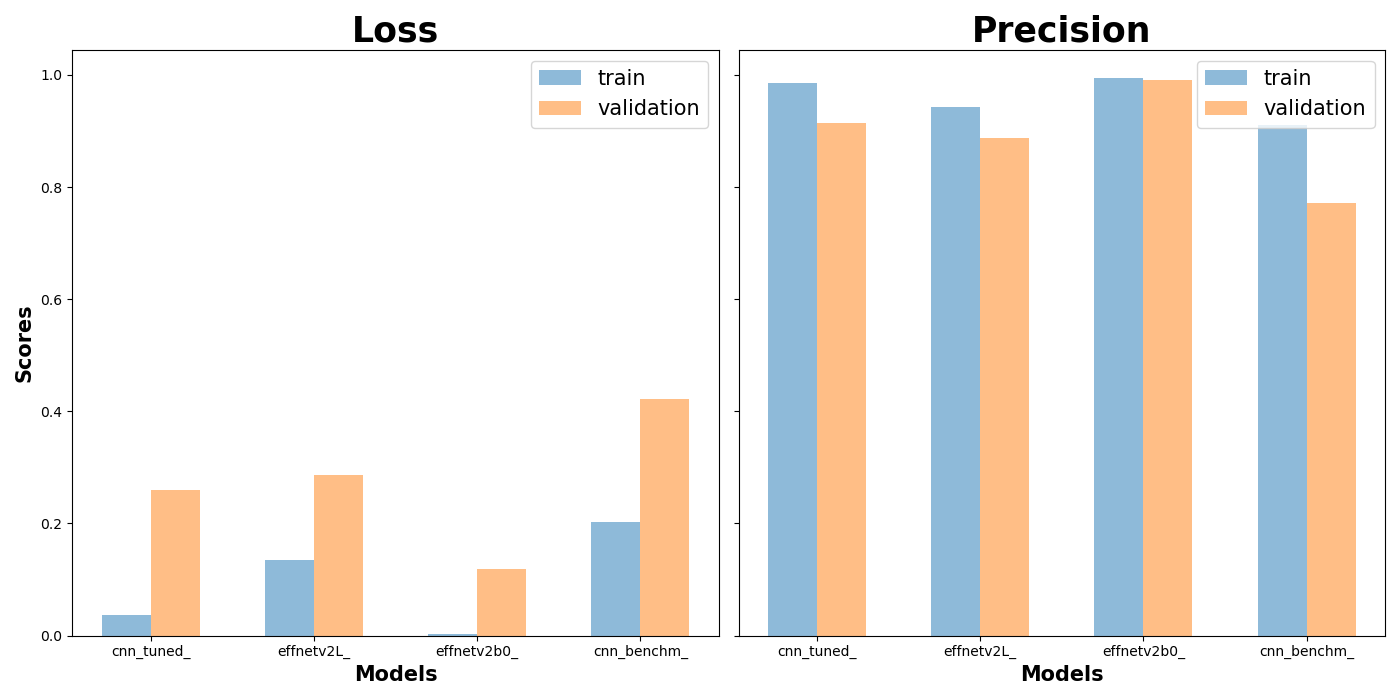 Loss
train
validation
1.0
0.8
0.6
0.4
0.2
0.0
Scores
cnn_tuned_ effnetv2L_ effnetv2b0_ cnn_benchm_
Models
Precision
train
validation
cnn_tuned_ effnetv2L_ effnetv2b0_ cnn_benchm_
Models